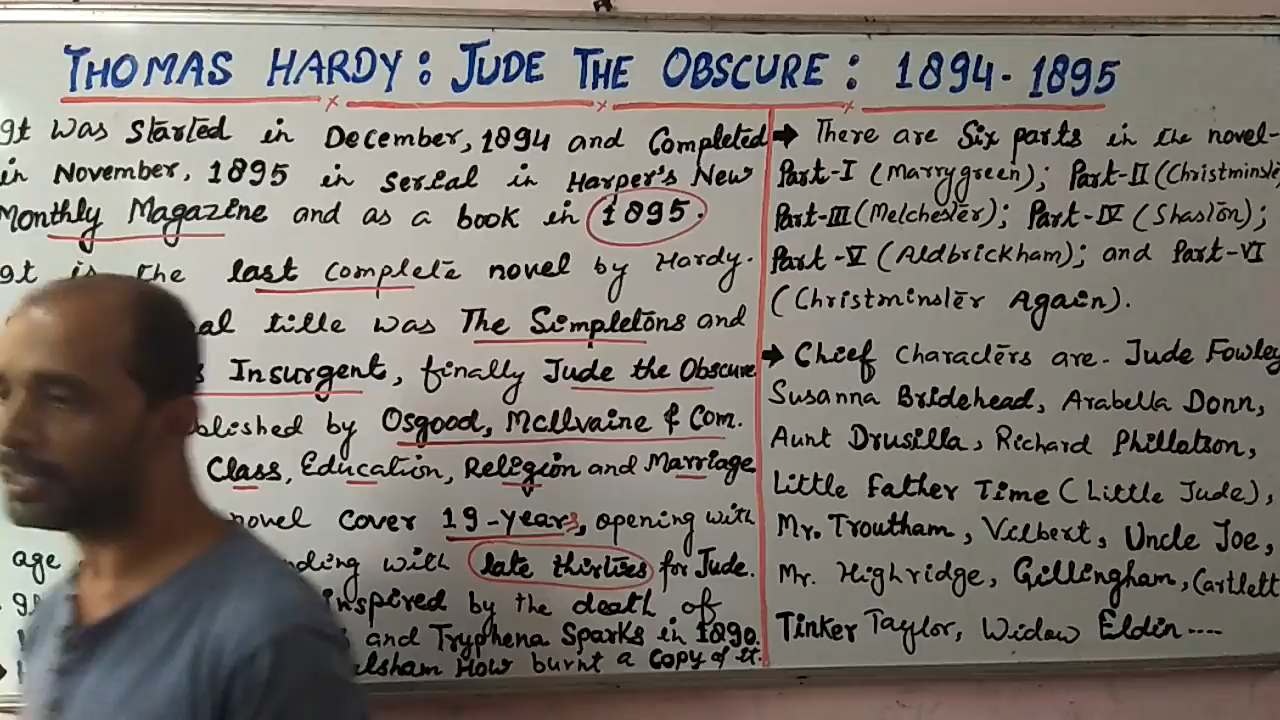 THOMAS HARDY: JUDE THE OBSCURE: 1894-1895
It was started in December, 1894 and completed
in November, 1895 in serial in Harper's New
Monthly Magazine and as a book in 1895.
It is the last complete novel by Hardy.
title was The Simpletons and
Insurgent, finally Jude the Obscure
by Osgood, McIlvaine & Com.
Class, Education, Religion and Marriage
novel cover 19-years, opening with
age with late thirties for Jude.
inspired by the death of
and Tryphena Sparks in 1890.
How burnt a copy of it.
➔ There are Six parts in the novel-
Part-I (Marrygreen); Part-II (Christminste
Part-III (Melchester); Part-IV (Shaston);
Part-V (Aldbrickham); and Part-VI
(Christminster Again).
➔ Chief characters are- Jude Fowley
Susanna Bridehead, Arabella Donn,
Aunt Drusilla, Richard Phillotson,
Little Father Time (Little Jude),
Mr. Troutham, Vilbert, Uncle Joe,
Mr. Highridge, Gillingham, Cartlett
Tinker Taylor, Widow Edlin....